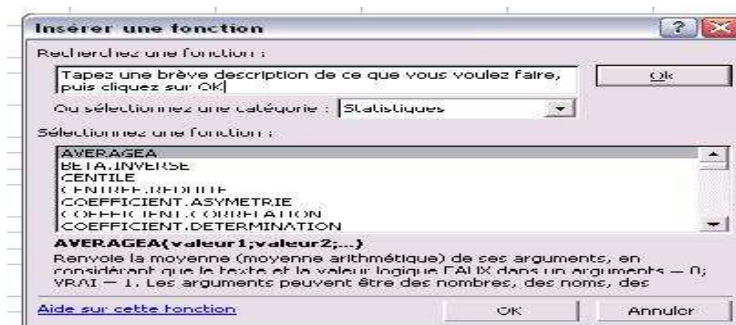 Insérer une fonction
Recherchez une fonction :
Tapez une brève description de ce que vous voulez faire,
puis cliquez sur OK
Ok
Ou sélectionnez une catégorie : Statistiques
Sélectionnez une fonction :
AVERAGEA
BETA.INVERSE
CENTILE
CENTREE.REDUITE
COEFFICIENT.ASYMETRIE
COEFFICIENT.CORRELATION
COEFFICIENT.DETERMINATION
AVERAGEA(valeur1;valeur2;...)
Renvoie la moyenne (moyenne arithmétique) de ses arguments, en
considérant que le texte et la valeur logique FAUX dans un arguments = 0;
VRAI = 1. Les arguments peuvent être des nombres, des noms, des
Aide sur cette fonction
OK
Annuler